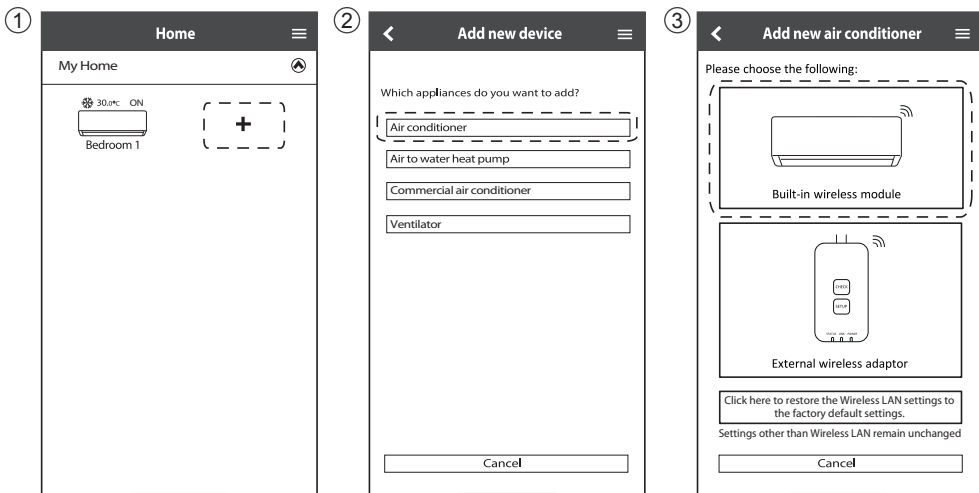 1
Home
My Home
30.0°C ON
+
Bedroom 1
2
Add new device
Which appliances do you want to add?
Air conditioner
Air to water heat pump
Commercial air conditioner
Ventilator
Cancel
3
Add new air conditioner
Please choose the following:
Built-in wireless module
CHECK
SETUP
STATUS LINK POWER
External wireless adaptor
Click here to restore the Wireless LAN settings to
the factory default settings.
Settings other than Wireless LAN remain unchanged
Cancel